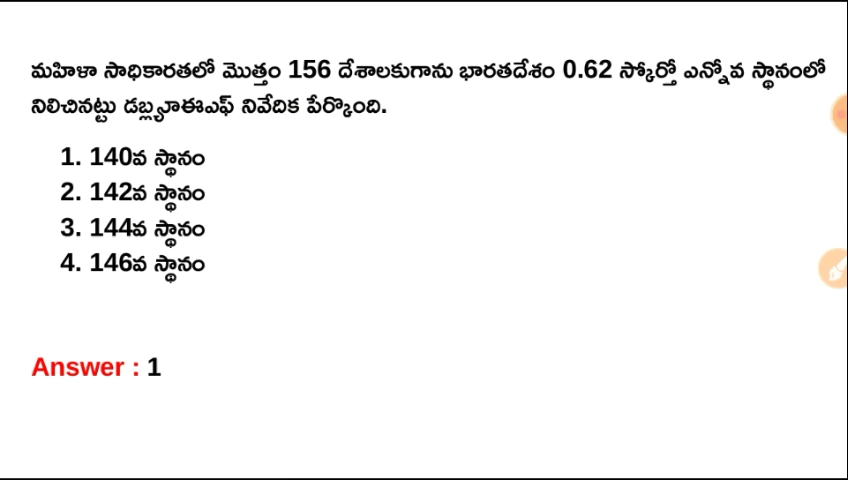 మహిళా సాధికారతలో మొత్తం 156 దేశాలకుగాను భారతదేశం 0.62 స్కోర్తో ఎన్నోవ స్థానంలో
నిలిచినట్టు డబ్ల్యూఈఎఫ్ నివేదిక పేర్కొంది.
1. 140వ స్థానం
2. 142వ స్థానం
3. 144వ స్థానం
4. 146వ స్థానం
Answer : 1